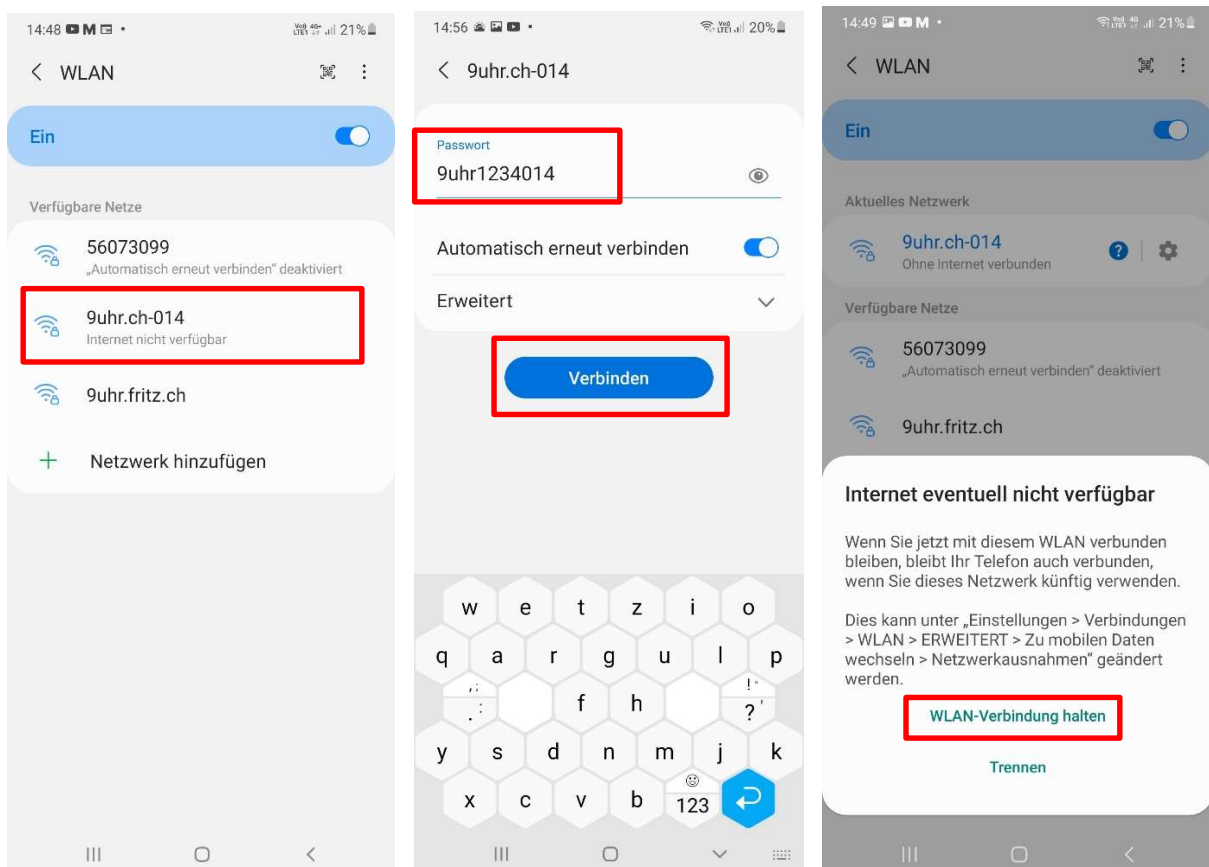 14:48 M • VoB 4G+ LTE1 21%
WLAN
Ein
Verfügbare Netze
56073099
„Automatisch erneut verbinden“ deaktiviert
9uhr.ch-014
Internet nicht verfügbar
9uhr.fritz.ch
+ Netzwerk hinzufügen
14:56 • LTE1 20%
9uhr.ch-014
Passwort
9uhr1234014
Automatisch erneut verbinden
Erweitert
Verbinden
w e t z i o
q a r g u l p
,; .: f h !" ?'
y s d n m j k
x c v b 123
14:49 M • LTE1 21%
WLAN
Ein
Aktuelles Netzwerk
9uhr.ch-014
Ohne Internet verbunden
?
Verfügbare Netze
56073099
„Automatisch erneut verbinden“ deaktiviert
9uhr.fritz.ch
Internet eventuell nicht verfügbar
Wenn Sie jetzt mit diesem WLAN verbunden
bleiben, bleibt Ihr Telefon auch verbunden,
wenn Sie dieses Netzwerk künftig verwenden.
Dies kann unter „Einstellungen > Verbindungen
> WLAN > ERWEITERT > Zu mobilen Daten
wechseln > Netzwerkausnahmen“ geändert
werden.
WLAN-Verbindung halten
Trennen